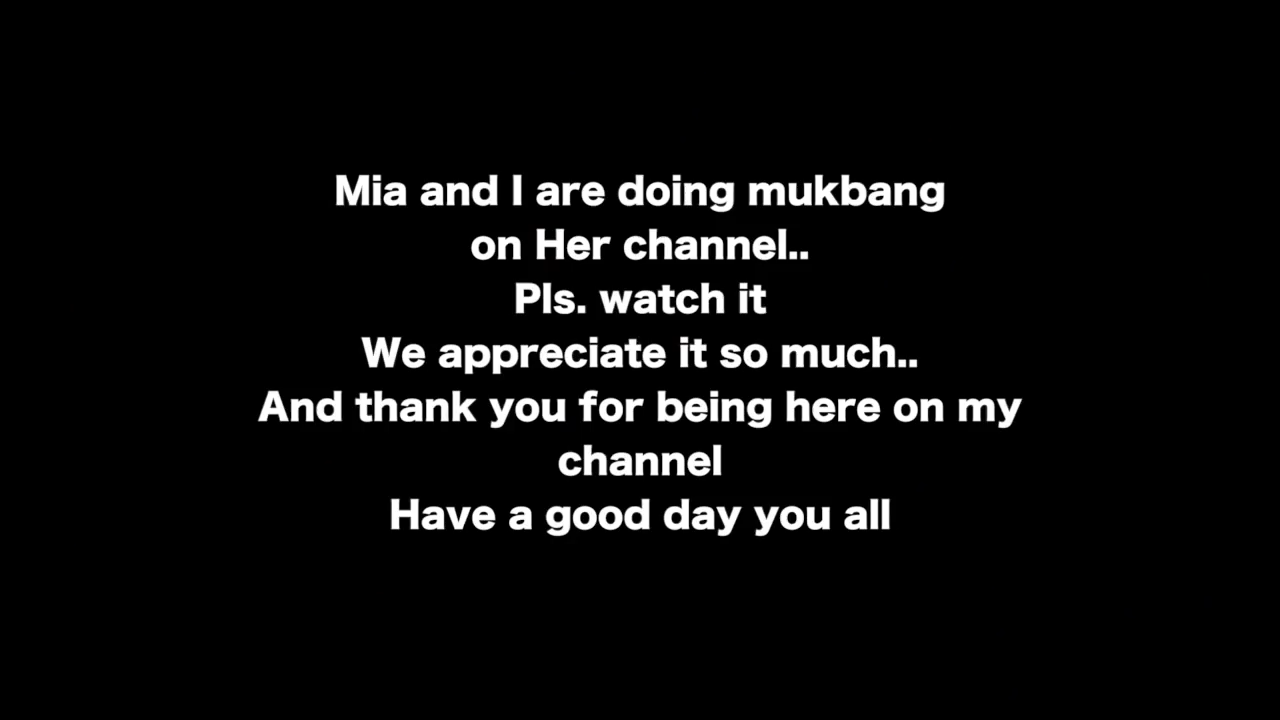 Mia and I are doing mukbang
on Her channel..
Pls. watch it
We appreciate it so much..
And thank you for being here on my
channel
Have a good day you all